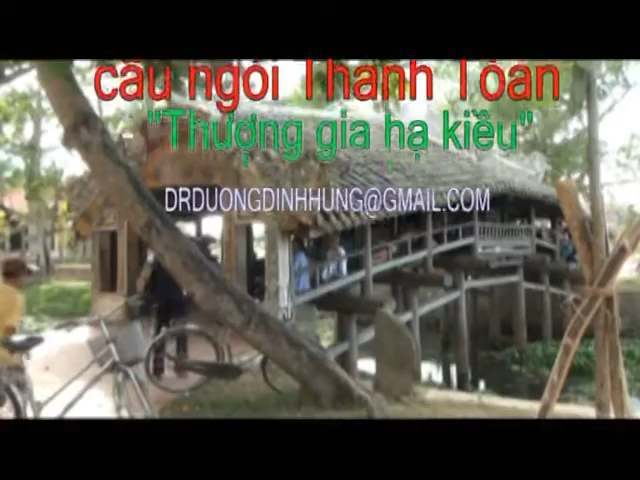 cầu ngói Thanh Toàn
"Thượng gia hạ kiều"
DRDUONGDINHHUNG@GMAIL.COM